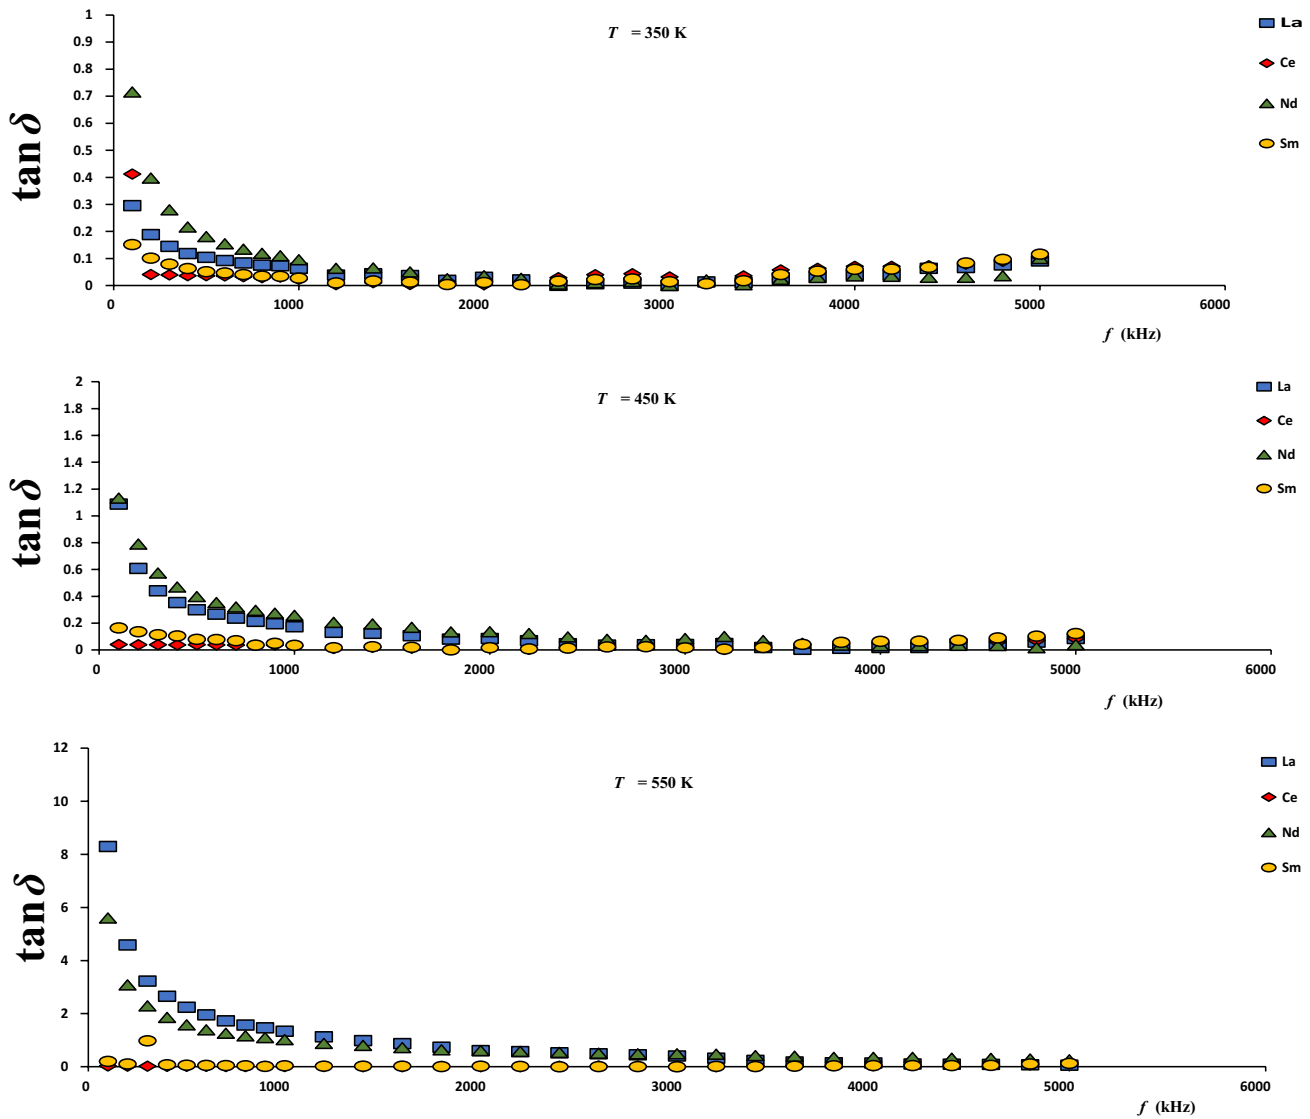 T = 350 K
1
0.9
0.8
0.7
0.6
0.5
0.4
0.3
0.2
0.1
0
tan δ
0 1000 2000 3000 4000 5000 6000
f (kHz)
La
Ce
Nd
Sm
T = 450 K
2
1.8
1.6
1.4
1.2
1
0.8
0.6
0.4
0.2
0
tan δ
0 1000 2000 3000 4000 5000 6000
f (kHz)
La
Ce
Nd
Sm
T = 550 K
12
10
8
6
4
2
0
tan δ
0 1000 2000 3000 4000 5000 6000
f (kHz)
La
Ce
Nd
Sm